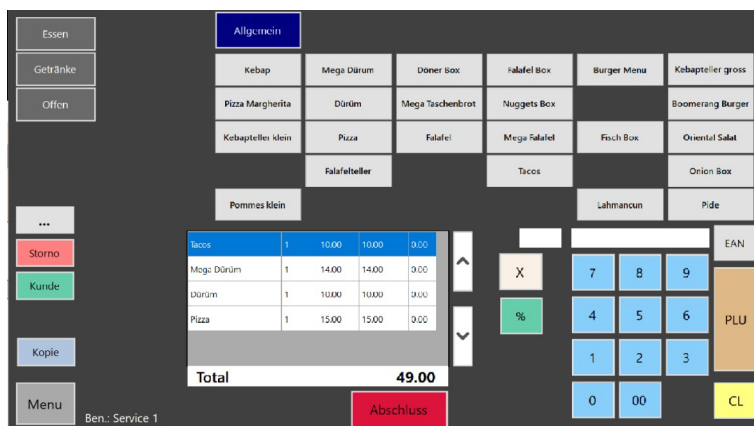 Essen
Allgemein
Getränke
Kebap
Mega Dürum
Döner Box
Falafel Box
Burger Menu
Kebapteller gross
Offen
Pizza Margherita
Dürüm
Mega Taschenbrot
Nuggets Box
Boomerang Burger
Kebapteller klein
Pizza
Falafel
Mega Falafel
Fisch Box
Oriental Salat
Falafelteller
Tacos
Onion Box
Pommes klein
Lahmancun
Pide
...
Storno
Kunde
Kopie
Menu
Ben.: Service 1
Tacos 1 10.00 10.00 0.00
Mega Dürüm 1 14.00 14.00 0.00
Dürüm 1 10.00 10.00 0.00
Pizza 1 15.00 15.00 0.00
Total 49.00
Abschluss
X
%
EAN
7 8 9
4 5 6
PLU
1 2 3
0 00
CL